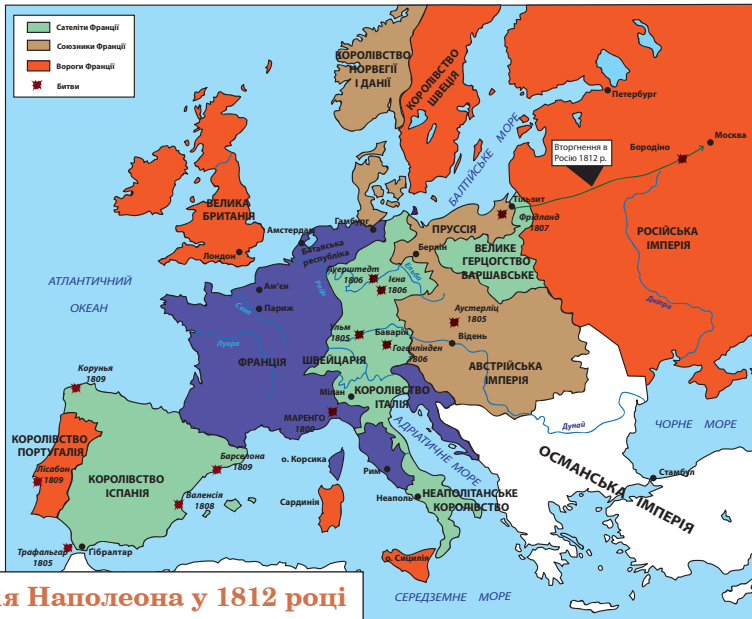 Сателіти Франції
Союзники Франції
Вороги Франції
Битви
КОРОЛІВСТВО
НОРВЕГІЇ
І ДАНІЇ
КОРОЛІВСТВО
ШВЕЦІЯ
Петербург
Москва
Бородіно
Вторгнення в
Росію 1812 р.
БАЛТІЙСЬКЕ МОРЕ
Тільзит
Фрідланд
1807
РОСІЙСЬКА
ІМПЕРІЯ
Дніпро
ВЕЛИКА
БРИТАНІЯ
Лондон
Амстердам
Гамбург
Батавська
республіка
ПРУССІЯ
Берлін
ВЕЛИКЕ
ГЕРЦОГСТВО
ВАРШАВСЬКЕ
АТЛАНТИЧНИЙ
ОКЕАН
Ам'єн
Париж
Сена
Луара
Рейн
Ельба
Ауерштедт
1806
Ієна
1806
Аустерліц
1805
Ульм
1805
Баварія
Гогенлінден
1806
Відень
ФРАНЦІЯ
ШВЕЙЦАРІЯ
АВСТРІЙСЬКА
ІМПЕРІЯ
Мілан
КОРОЛІВСТВО
ІТАЛІЯ
МАРЕНГО
1800
Дунай
ЧОРНЕ МОРЕ
АДРІАТИЧНЕ МОРЕ
Корунья
1809
КОРОЛІВСТВО
ПОРТУГАЛІЯ
Лісабон
1809
КОРОЛІВСТВО
ІСПАНІЯ
Барселона
1809
Валенсія
1808
о. Корсика
Рим
Сардинія
Неаполь
НЕАПОЛІТАНСЬКЕ
КОРОЛІВСТВО
ОСМАНСЬКА ІМПЕРІЯ
Стамбул
Трафальгар
1805
Гібралтар
о. Сицилія
СЕРЕДЗЕМНЕ МОРЕ
ія Наполеона у 1812 році